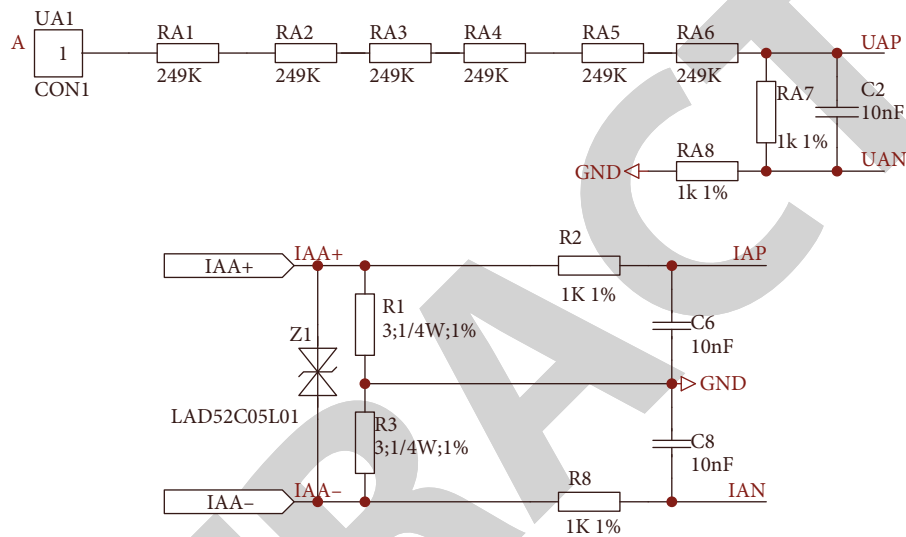 UA1
A
1
CON1
RA1
249K
RA2
249K
RA3
249K
RA4
249K
RA5
249K
RA6
249K
UAP
RA7
1k 1%
C2
10nF
UAN
RA8
1k 1%
GND
IAA+
IAA+
R2
1K 1%
IAP
R1
3;1/4W;1%
C6
10nF
Z1
GND
LAD52C05L01
R3
3;1/4W;1%
C8
10nF
IAA−
IAA−
R8
1K 1%
IAN
RACT